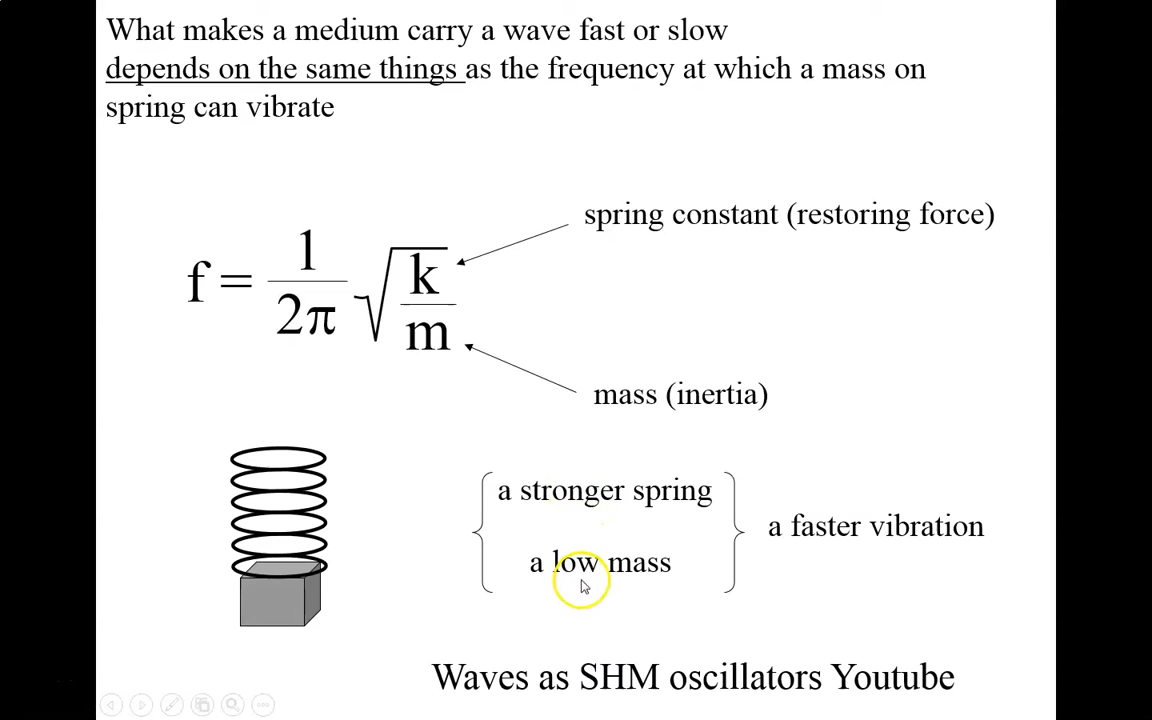 What makes a medium carry a wave fast or slow
depends on the same things as the frequency at which a mass on
spring can vibrate
spring constant (restoring force)
f = 1/2π √k/m
mass (inertia)
a stronger spring
a faster vibration
a low mass
Waves as SHM oscillators Youtube